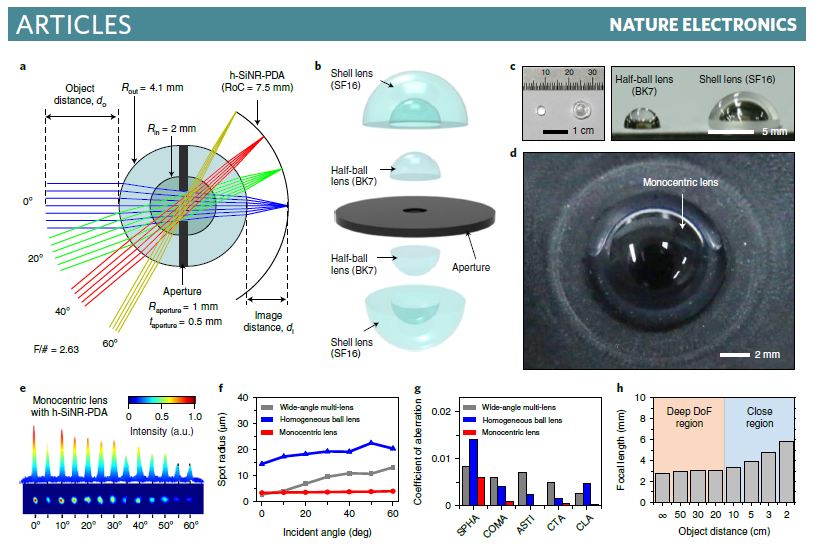 ARTICLES
NATURE ELECTRONICS
a
Object
distance, dₒ
Rout = 4.1 mm
h-SiNR-PDA
(RoC = 7.5 mm)
Rin = 2 mm
0°
20°
40°
60°
F/# = 2.63
Aperture
Raperture = 1 mm
taperture = 0.5 mm
Image
distance, di
b
Shell lens
(SF16)
Half-ball
lens (BK7)
Half-ball
lens (BK7)
Aperture
Shell lens
(SF16)
c
10 20 30
1 cm
Half-ball lens
(BK7)
Shell lens (SF16)
5 mm
d
Monocentric lens
2 mm
e
Monocentric lens
with h-SiNR-PDA
0 0.5 1.0
Intensity (a.u.)
0° 10° 20° 30° 40° 50° 60°
f
Wide-angle multi-lens
Homogeneous ball lens
Monocentric lens
Spot radius (µm)
40
30
20
10
0
0 20 40 60
Incident angle (deg)
g
Wide-angle multi-lens
Homogeneous ball lens
Monocentric lens
Coefficient of aberration
0.02
0.01
0
SPHA COMA ASTI CTA CLA
h
Deep DoF
region
Close
region
Focal length (mm)
10
8
6
4
2
0
∞ 50 30 20 10 5 3 2
Object distance (cm)